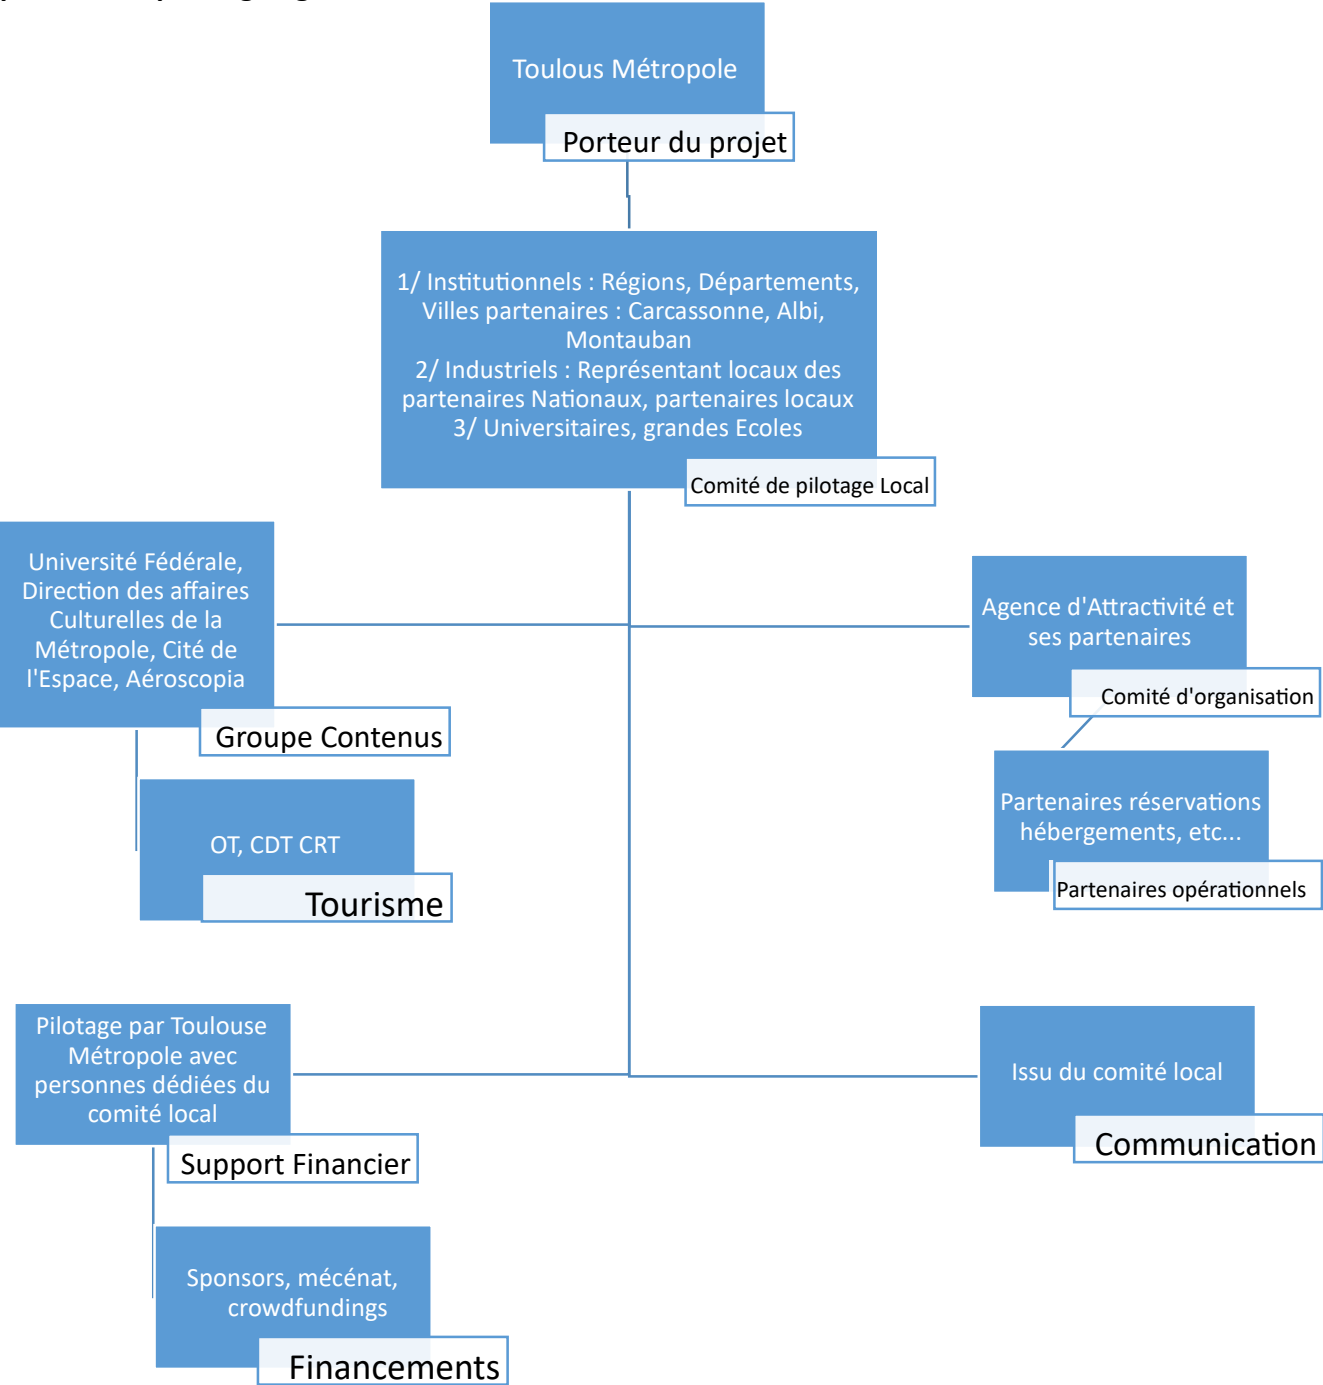 Toulous Métropole
Porteur du projet
1/ Institutionnels : Régions, Départements,
Villes partenaires : Carcassonne, Albi,
Montauban
2/ Industriels : Représentant locaux des
partenaires Nationaux, partenaires locaux
3/ Universitaires, grandes Ecoles
Comité de pilotage Local
Université Fédérale,
Direction des affaires
Culturelles de la
Métropole, Cité de
l'Espace, Aéroscopia
Groupe Contenus
Agence d'Attractivité et
ses partenaires
Comité d'organisation
OT, CDT CRT
Tourisme
Partenaires réservations
hébergements, etc...
Partenaires opérationnels
Pilotage par Toulouse
Métropole avec
personnes dédiées du
comité local
Support Financier
Issu du comité local
Communication
Sponsors, mécénat,
crowdfundings
Financements